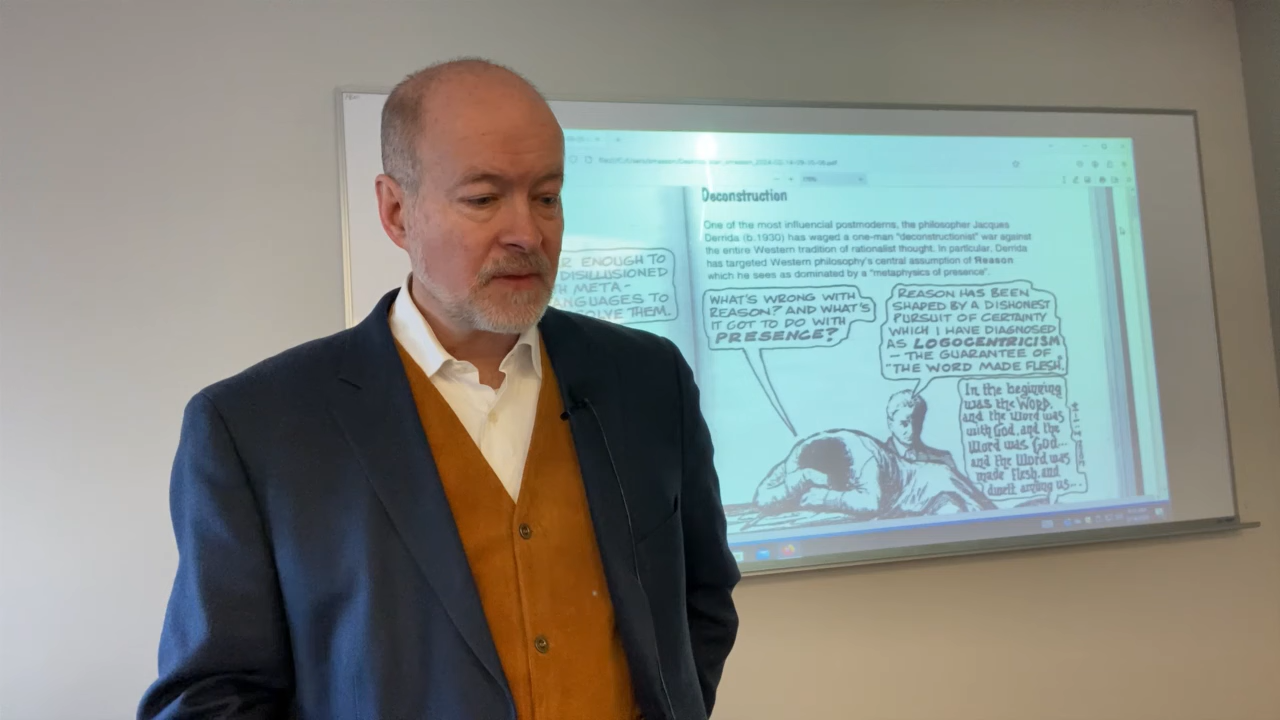 R ENOUGH TO
DISILLUSIONED
H META-
NGUAGES TO
OLVE THEM.
Deconstruction
One of the most influential postmoderns, the philosopher Jacques
Derrida (b.1930) has waged a one-man "deconstructionist" war against
the entire Western tradition of rationalist thought. In particular, Derrida
has targeted Western philosophy's central assumption of Reason
which he sees as dominated by a "metaphysics of presence".
WHAT'S WRONG WITH
REASON? AND WHAT'S
IT GOT TO DO WITH
PRESENCE?
REASON HAS BEEN
SHAPED BY A DISHONEST
PURSUIT OF CERTAINTY
WHICH I HAVE DIAGNOSED
AS LOGOCENTRICISM
– THE GUARANTEE OF
"THE WORD MADE FLESH".
In the beginning
was the Word,
and the Word was
with God, and the
Word was God...
and the Word was
made flesh, and
dwelt among us...